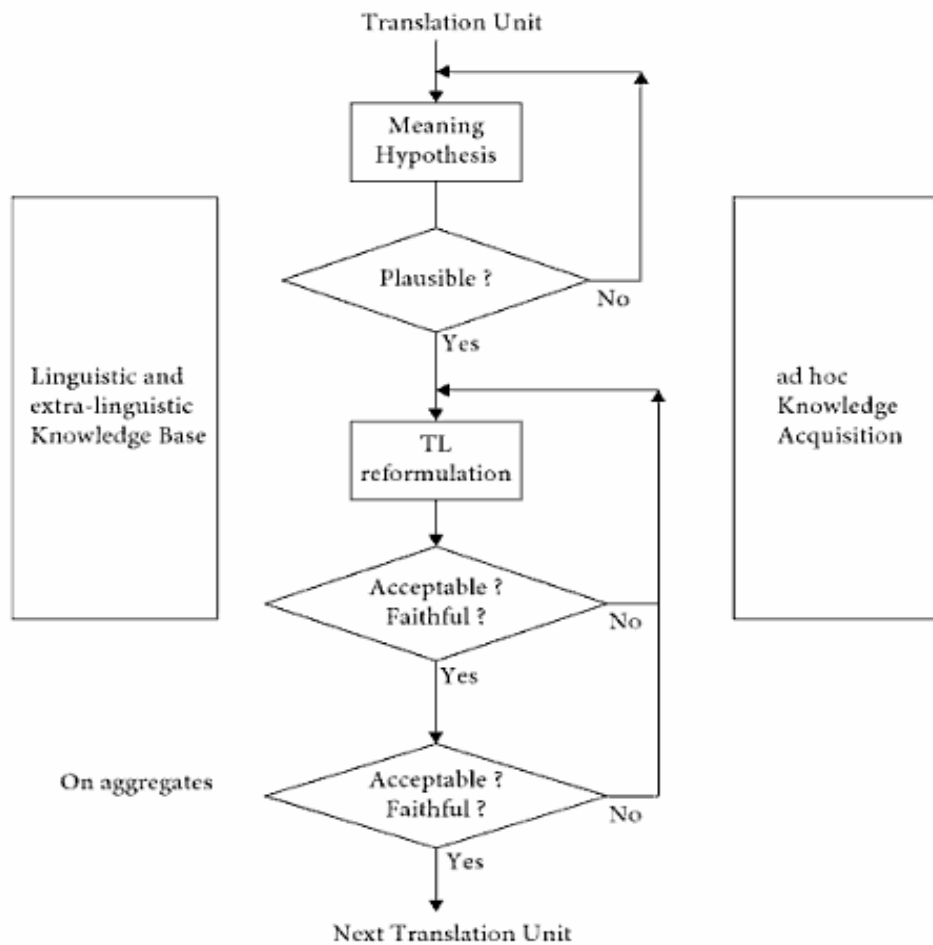 Translation Unit
Meaning
Hypothesis
Plausible ?
No
Yes
Linguistic and
extra-linguistic
Knowledge Base
ad hoc
Knowledge
Acquisition
TL
reformulation
Acceptable ?
Faithful ?
No
Yes
On aggregates
Acceptable ?
Faithful ?
No
Yes
Next Translation Unit